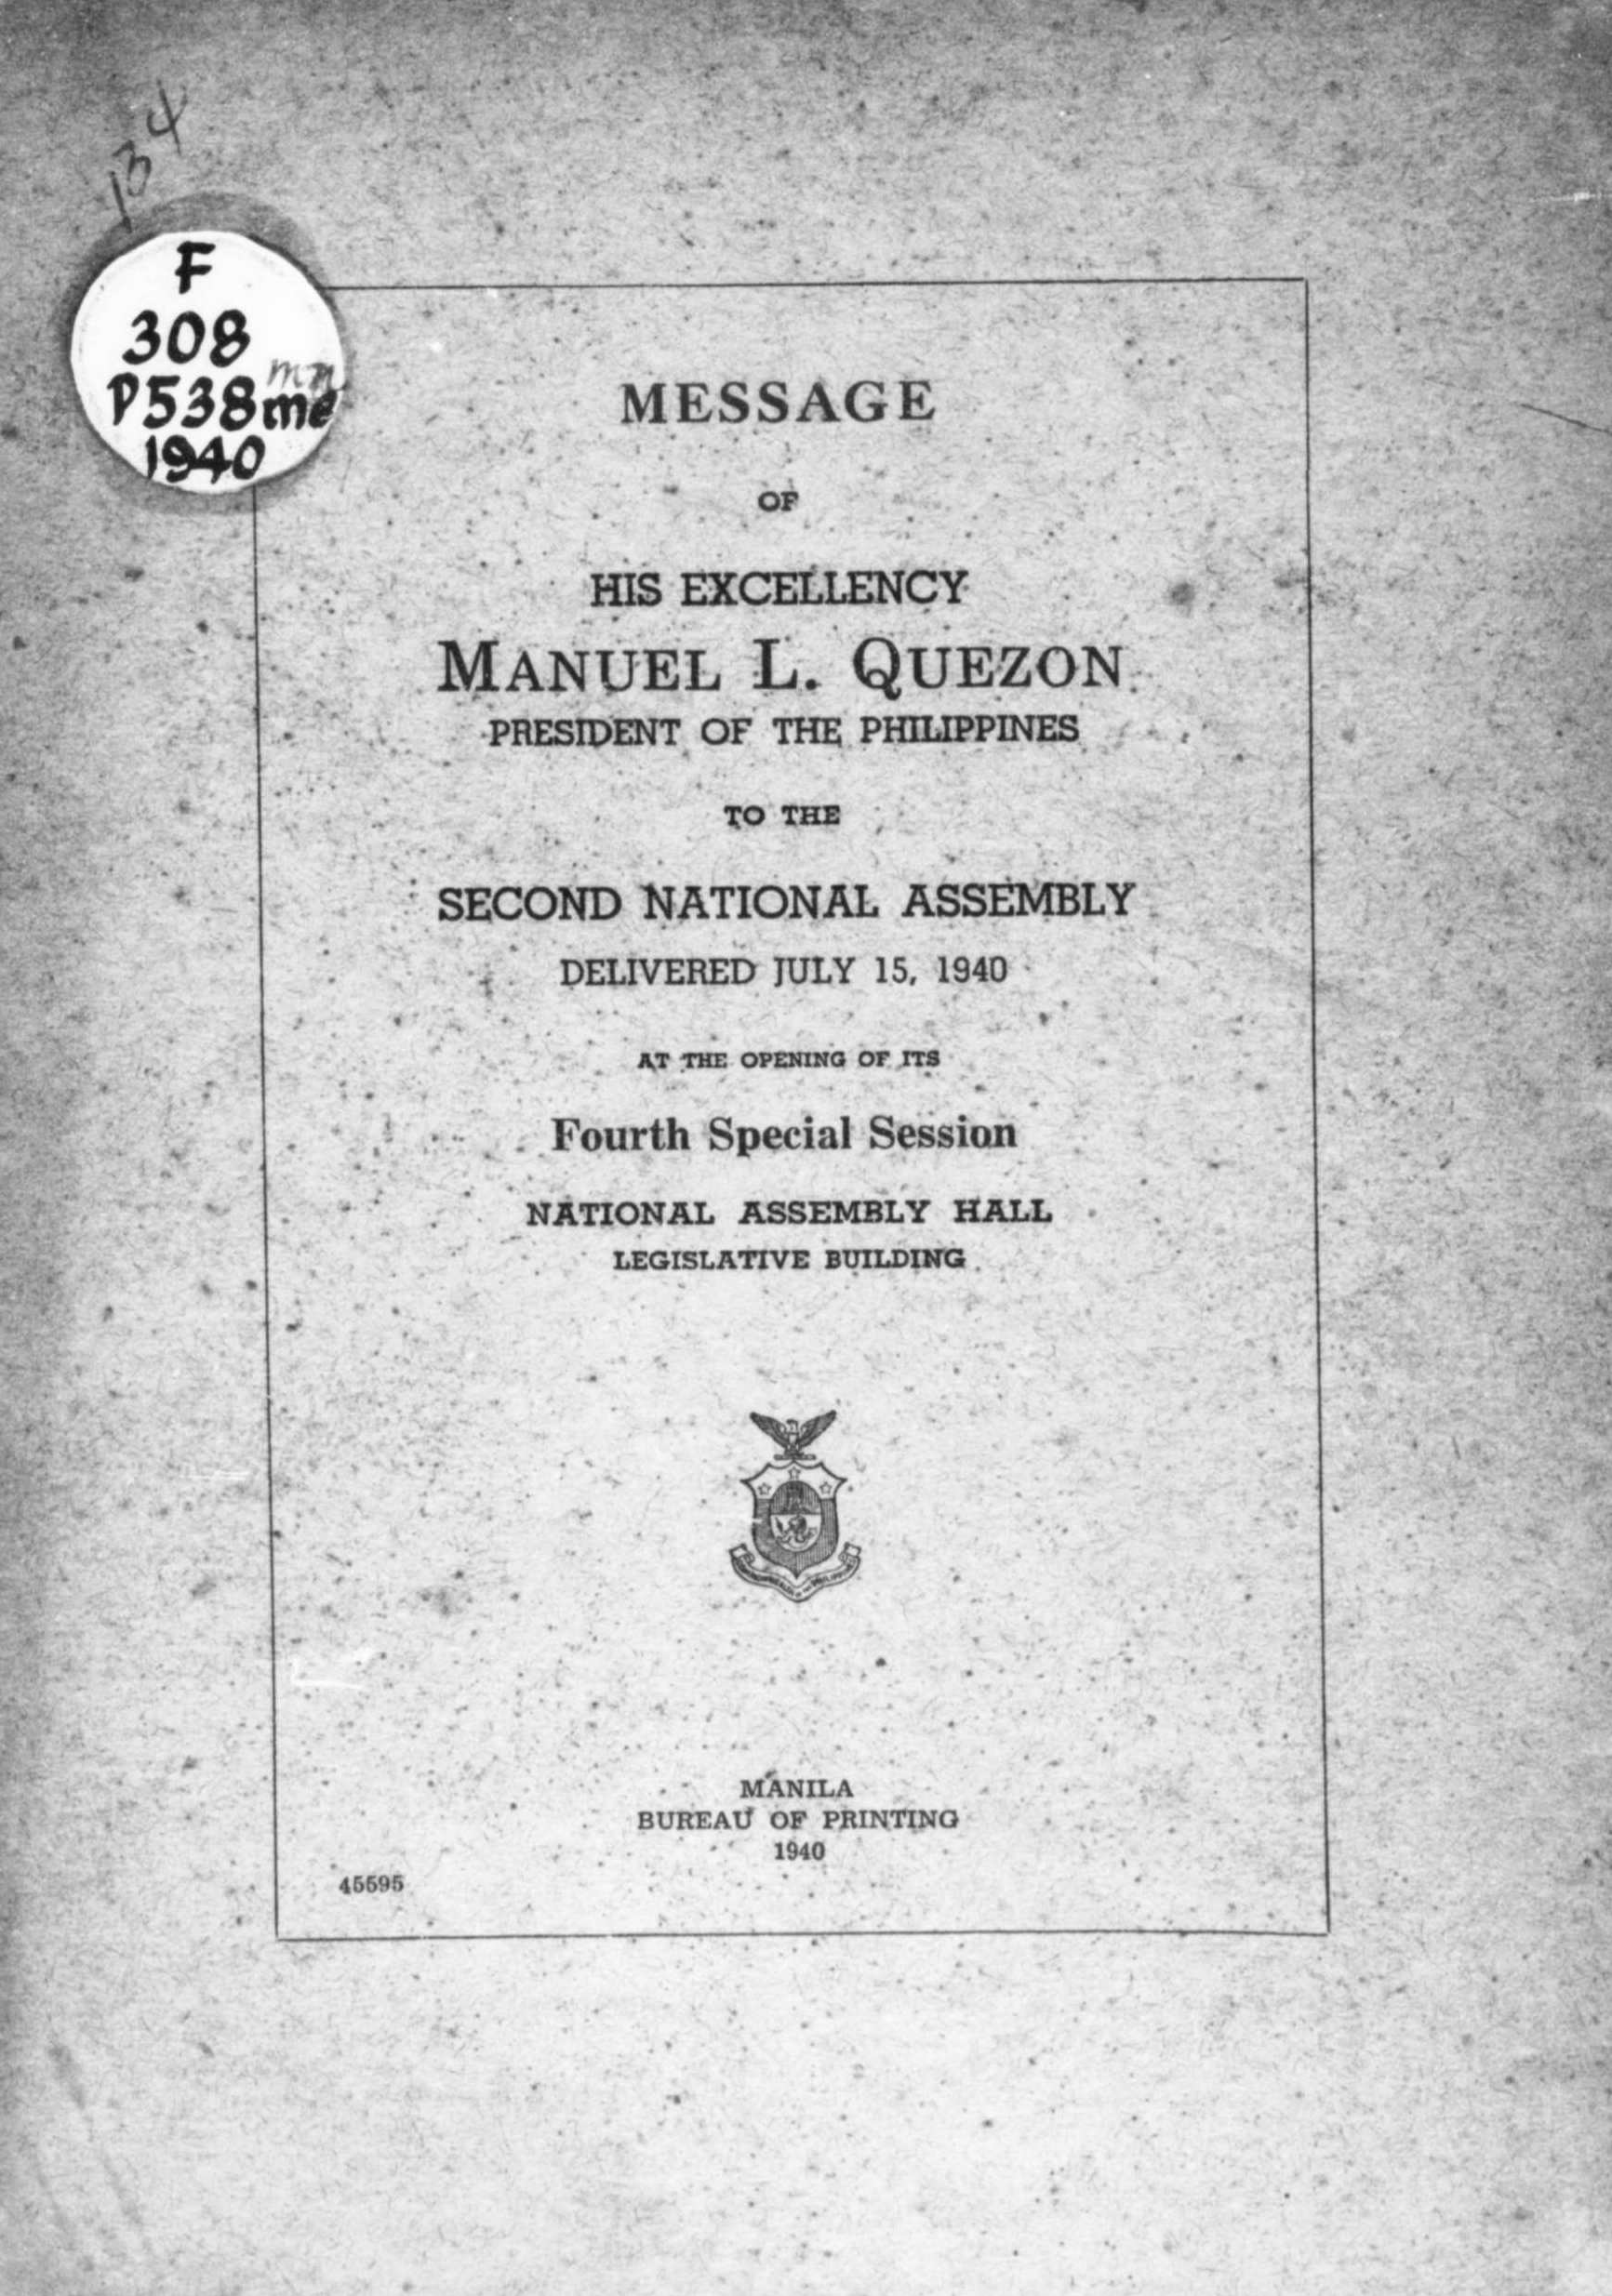 134
F
308
P538me
1940
MESSAGE
OF
HIS EXCELLENCY
MANUEL L. QUEZON
PRESIDENT OF THE PHILIPPINES
TO THE
SECOND NATIONAL ASSEMBLY
DELIVERED JULY 15, 1940
AT THE OPENING OF ITS
Fourth Special Session
NATIONAL ASSEMBLY HALL
LEGISLATIVE BUILDING
MANILA
BUREAU OF PRINTING
1940
45595